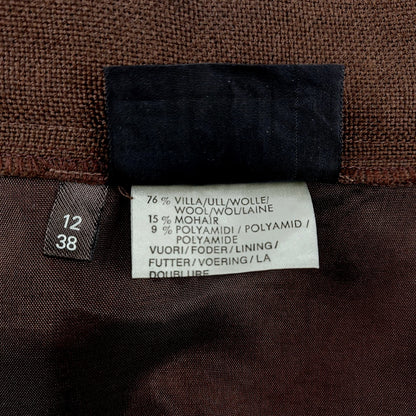 12
38
76 % VILLA/ULL/WOLLE/
WOOL/WOL/LAINE
15 % MOHAIR
9 % POLYAMIDI / POLYAMID /
POLYAMIDE
VUORI/FODER/LINING/
FUTTER/VOERING/LA
DOUBLURE